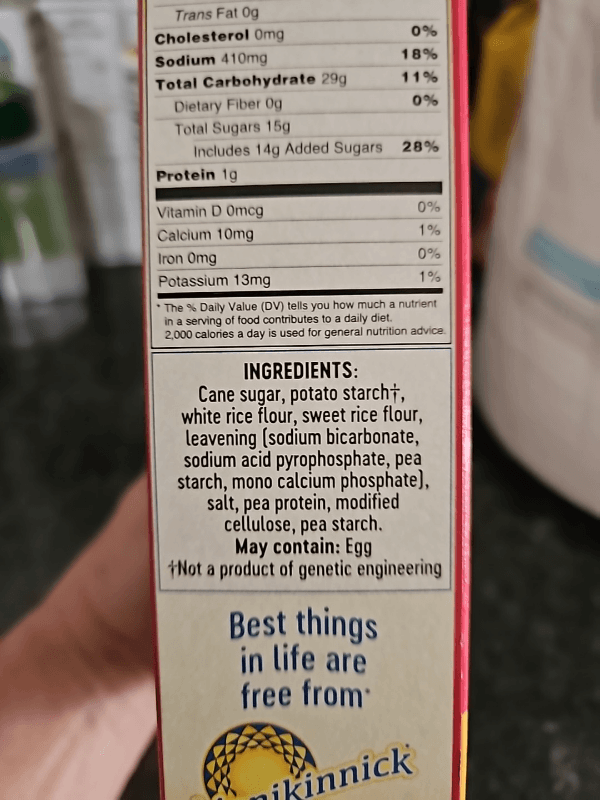 Trans Fat 0g
Cholesterol 0mg 0%
Sodium 410mg 18%
Total Carbohydrate 29g 11%
Dietary Fiber 0g 0%
Total Sugars 15g
Includes 14g Added Sugars 28%
Protein 1g
Vitamin D 0mcg 0%
Calcium 10mg 1%
Iron 0mg 0%
Potassium 13mg 1%
* The % Daily Value (DV) tells you how much a nutrient
in a serving of food contributes to a daily diet.
2,000 calories a day is used for general nutrition advice.
INGREDIENTS:
Cane sugar, potato starch†,
white rice flour, sweet rice flour,
leavening (sodium bicarbonate,
sodium acid pyrophosphate, pea
starch, mono calcium phosphate),
salt, pea protein, modified
cellulose, pea starch.
May contain: Egg
†Not a product of genetic engineering
Best things
in life are
free from